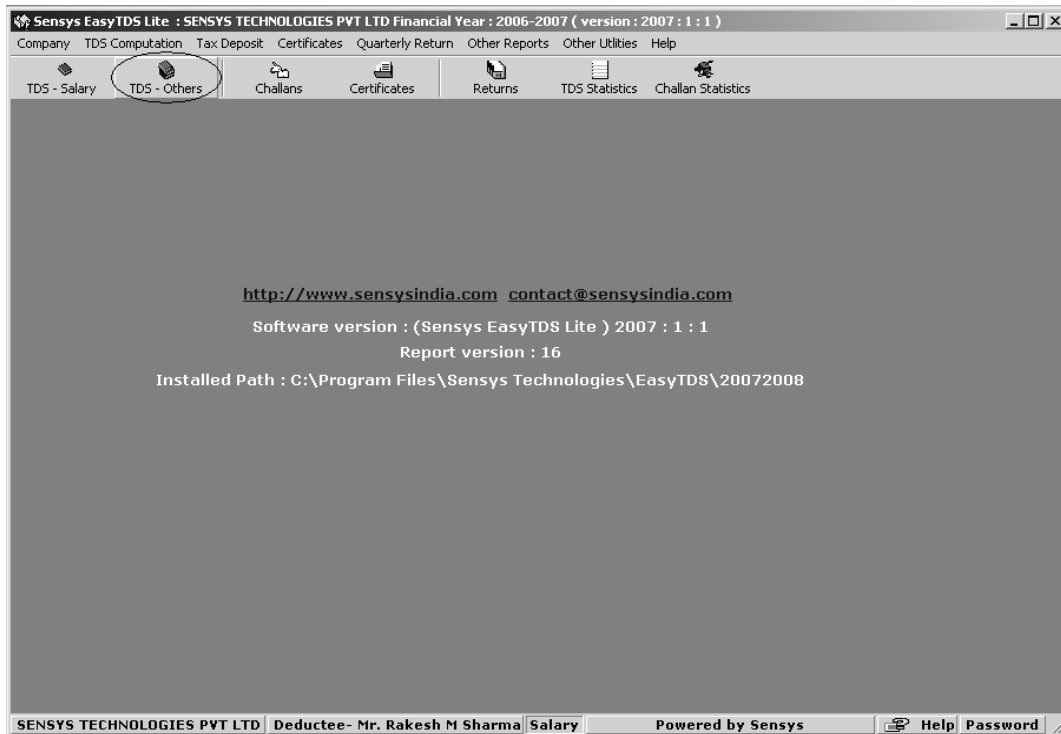 Sensys EasyTDS Lite : SENSYS TECHNOLOGIES PVT LTD Financial Year : 2006-2007 ( version : 2007 : 1 : 1 )
Company TDS Computation Tax Deposit Certificates Quarterly Return Other Reports Other Utlities Help
TDS - Salary TDS - Others Challans Certificates Returns TDS Statistics Challan Statistics
http://www.sensysindia.com contact@sensysindia.com
Software version : (Sensys EasyTDS Lite ) 2007 : 1 : 1
Report version : 16
Installed Path : C:\Program Files\Sensys Technologies\EasyTDS\20072008
SENSYS TECHNOLOGIES PVT LTD Deductee- Mr. Rakesh M Sharma Salary Powered by Sensys Help Password